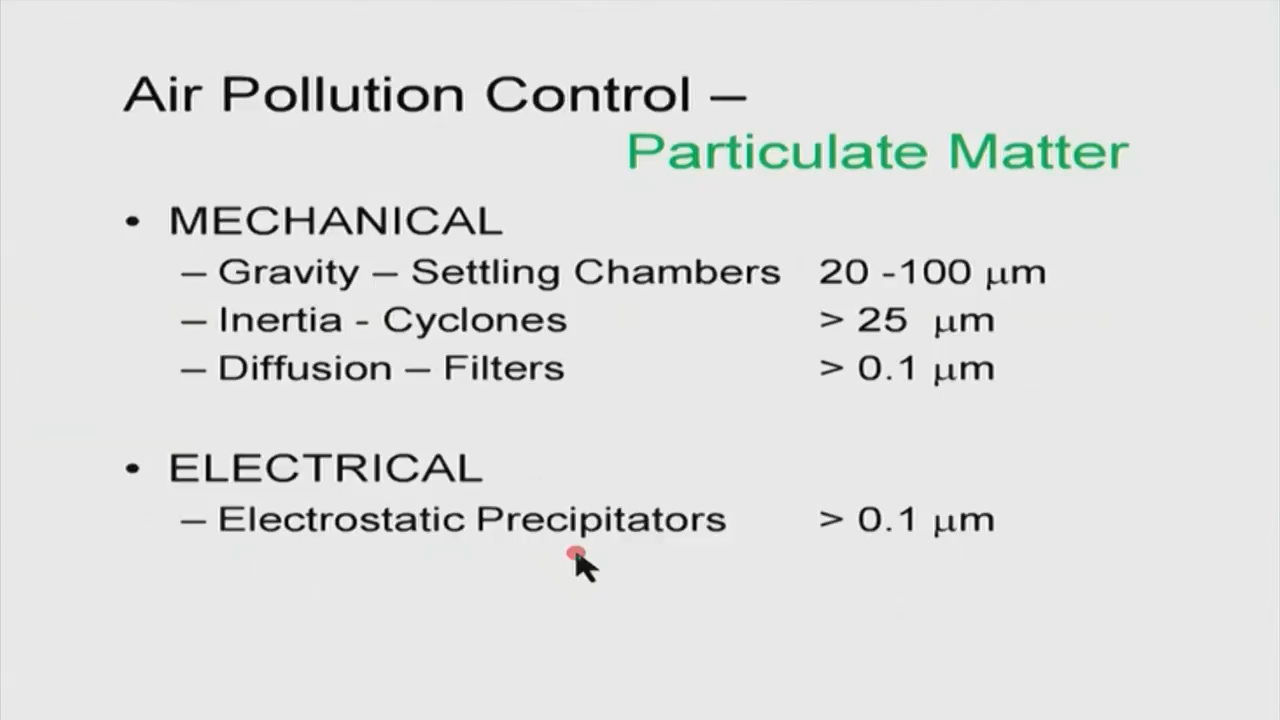 Air Pollution Control –
Particulate Matter
• MECHANICAL
– Gravity – Settling Chambers 20 -100 μm
– Inertia - Cyclones > 25 μm
– Diffusion – Filters > 0.1 μm
• ELECTRICAL
– Electrostatic Precipitators > 0.1 μm